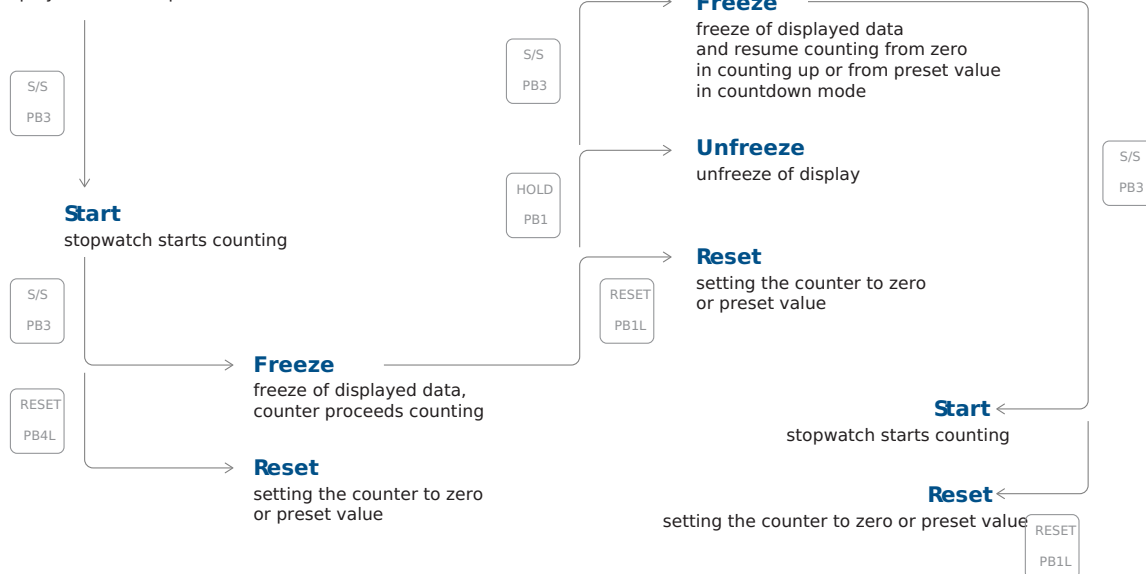 S/S
PB3
Start
stopwatch starts counting
S/S
PB3
RESET
PB4L
Freeze
freeze of displayed data,
counter proceeds counting
Reset
setting the counter to zero
or preset value
S/S
PB3
HOLD
PB1
RESET
PB1L
Freeze
freeze of displayed data
and resume counting from zero
in counting up or from preset value
in countdown mode
Unfreeze
unfreeze of display
Reset
setting the counter to zero
or preset value
S/S
PB3
Start
stopwatch starts counting
Reset
setting the counter to zero or preset value
RESET
PB1L